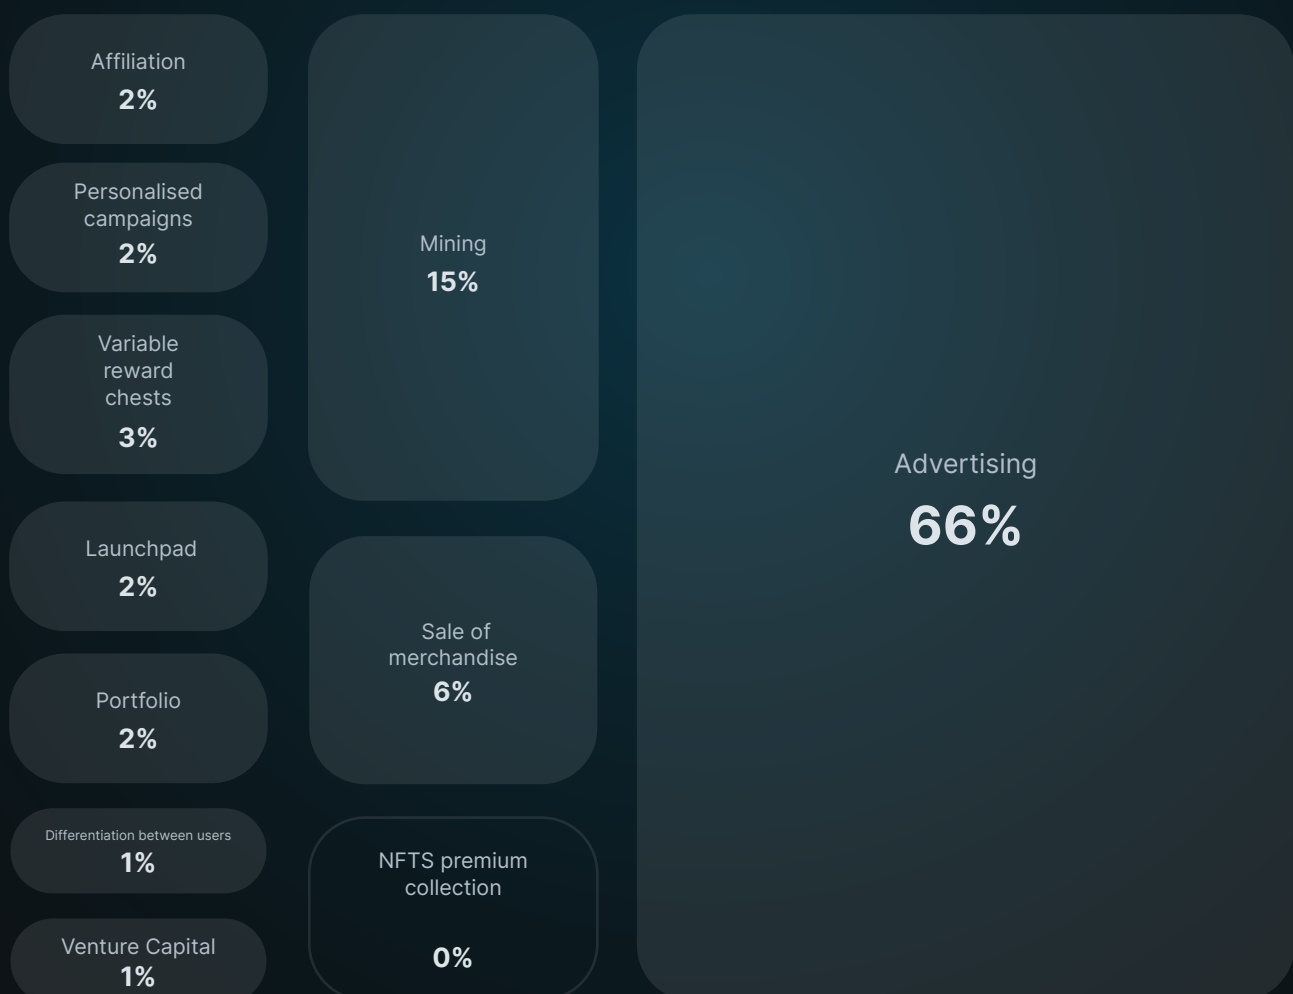 Affiliation
2%
Personalised
campaigns
2%
Variable
reward
chests
3%
Launchpad
2%
Portfolio
2%
Differentiation between users
1%
Venture Capital
1%
Mining
15%
Sale of
merchandise
6%
NFTS premium
collection
0%
Advertising
66%